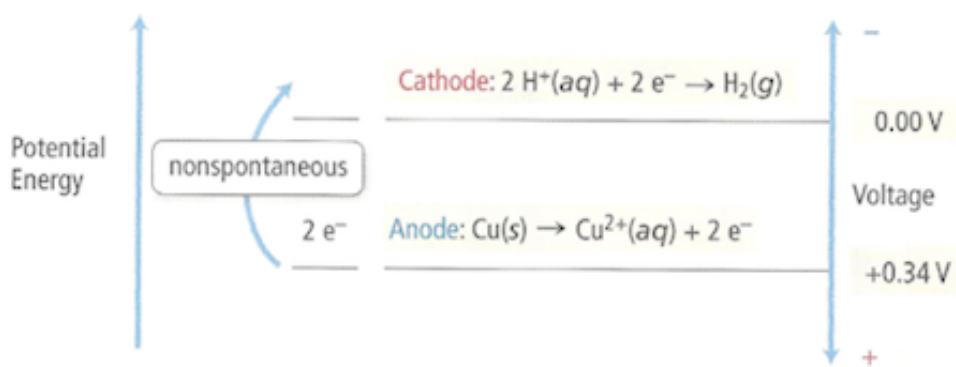 −
Cathode: 2 H⁺(aq) + 2 e⁻ → H₂(g)
0.00 V
Potential
Energy
nonspontaneous
Voltage
2 e⁻
Anode: Cu(s) → Cu²⁺(aq) + 2 e⁻
+0.34 V
+